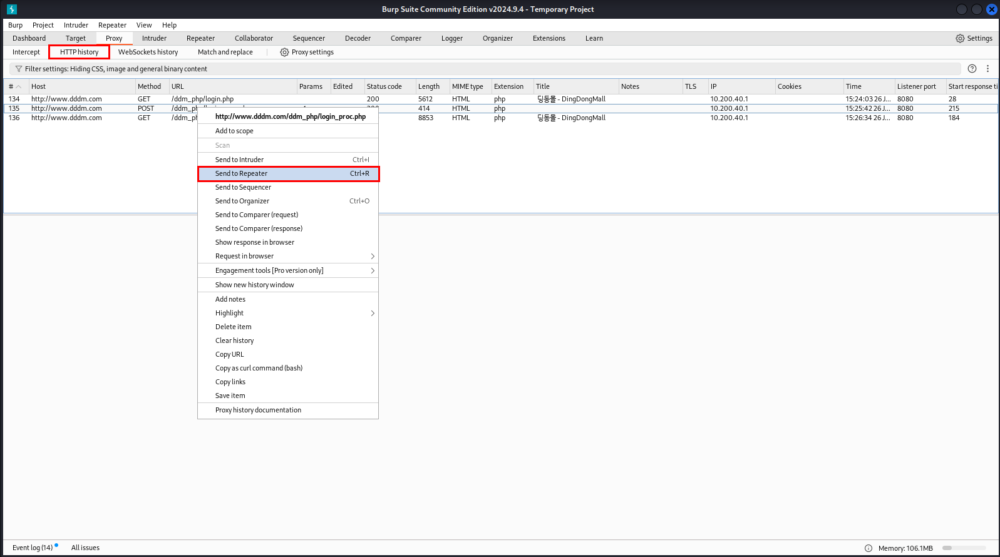 Burp Suite Community Edition v2024.9.4 - Temporary Project
Burp Project Intruder Repeater View Help
Dashboard Target Proxy Intruder Repeater Collaborator Sequencer Decoder Comparer Logger Organizer Extensions Learn Settings
Intercept HTTP history WebSockets history Match and replace Proxy settings
Filter settings: Hiding CSS, image and general binary content
# Host Method URL Params Edited Status code Length MIME type Extension Title Notes TLS IP Cookies Time Listener port Start response ti
134 http://www.dddm.com GET /ddm_php/login.php 200 5612 HTML php 딩동몰 - DingDongMall 10.200.40.1 15:24:03 26 J... 8080 28
135 http://www.dddm.com POST 414 HTML php 10.200.40.1 15:25:42 26 J... 8080 215
136 http://www.dddm.com GET /ddm_p 8853 HTML php 딩동몰 - DingDongMall 10.200.40.1 15:26:34 26 J... 8080 184
http://www.dddm.com/ddm_php/login_proc.php
Add to scope
Scan
Send to Intruder Ctrl+I
Send to Repeater Ctrl+R
Send to Sequencer
Send to Organizer Ctrl+O
Send to Comparer (request)
Send to Comparer (response)
Show response in browser
Request in browser
Engagement tools [Pro version only]
Show new history window
Add notes
Highlight
Delete item
Clear history
Copy URL
Copy as curl command (bash)
Copy links
Save item
Proxy history documentation
Event log (14) All issues Memory: 106.1MB